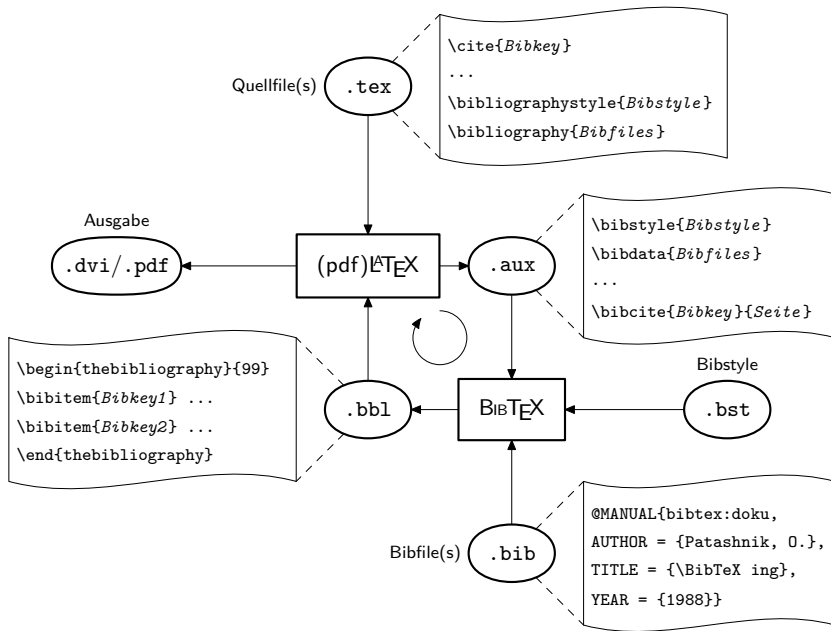 \cite{Bibkey}
...
\bibliographystyle{Bibstyle}
\bibliography{Bibfiles}
Quellfile(s)
.tex
Ausgabe
.dvi/.pdf
(pdf)LATEX
.aux
\bibstyle{Bibstyle}
\bibdata{Bibfiles}
...
\bibcite{Bibkey}{Seite}
\begin{thebibliography}{99}
\bibitem{Bibkey1} ...
\bibitem{Bibkey2} ...
\end{thebibliography}
.bbl
BIBTEX
Bibstyle
.bst
Bibfile(s)
.bib
@MANUAL{bibtex:doku,
AUTHOR = {Patashnik, O.},
TITLE = {\BibTeX ing},
YEAR = {1988}}